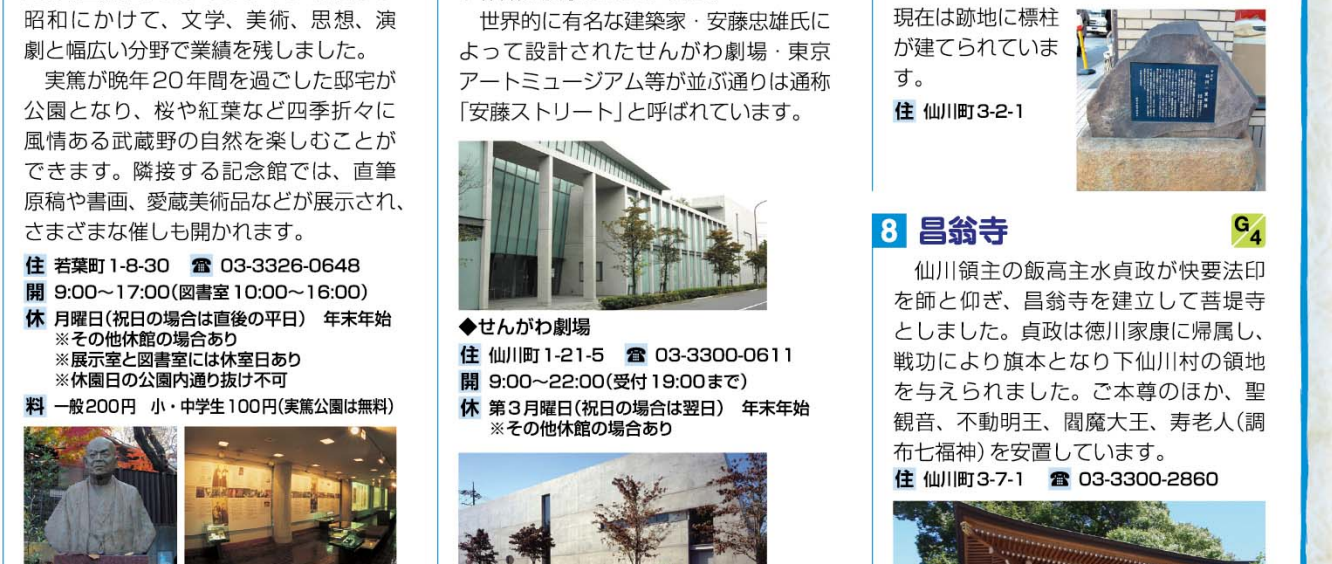 昭和にかけて、文学、美術、思想、演
劇と幅広い分野で業績を残しました。
実篤が晩年20年間を過ごした邸宅が
公園となり、桜や紅葉など四季折々に
風情ある武蔵野の自然を楽しむことが
できます。隣接する記念館では、直筆
原稿や書画、愛蔵美術品などが展示され、
さまざまな催しも開かれます。
住 若葉町1-8-30 ☎ 03-3326-0648
開 9:00～17:00(図書室10:00～16:00)
休 月曜日(祝日の場合は直後の平日) 年末年始
※その他休館の場合あり
※展示室と図書室には休室日あり
※休園日の公園内通り抜け不可
料 一般200円 小・中学生100円(実篤公園は無料)
世界的に有名な建築家・安藤忠雄氏に
よって設計されたせんがわ劇場・東京
アートミュージアム等が並ぶ通りは通称
「安藤ストリート」と呼ばれています。
◆せんがわ劇場
住 仙川町1-21-5 ☎ 03-3300-0611
開 9:00～22:00(受付19:00まで)
休 第3月曜日(祝日の場合は翌日) 年末年始
※その他休館の場合あり
現在は跡地に標柱
が建てられていま
す。
住 仙川町3-2-1
8 昌翁寺 G/4
仙川領主の飯高主水貞政が快要法印
を師と仰ぎ、昌翁寺を建立して菩提寺
としました。貞政は徳川家康に帰属し、
戦功により旗本となり下仙川村の領地
を与えられました。ご本尊のほか、聖
観音、不動明王、閻魔大王、寿老人(調
布七福神)を安置しています。
住 仙川町3-7-1 ☎ 03-3300-2860